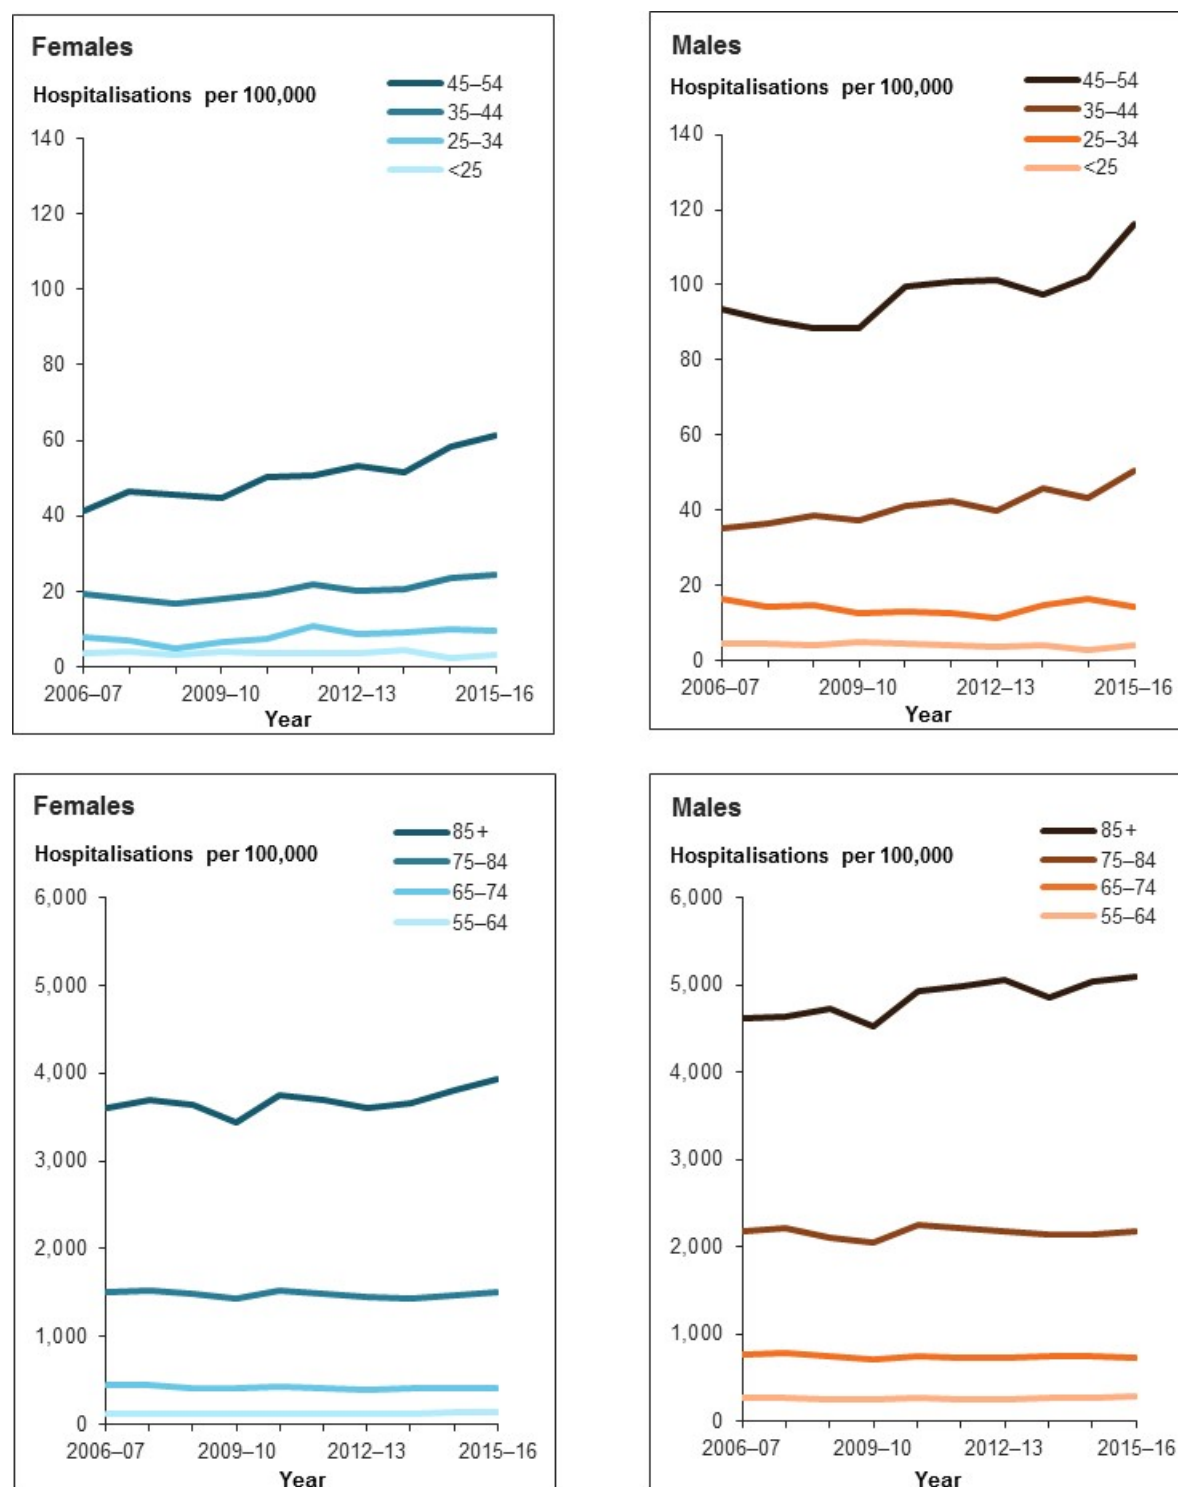 Females
Hospitalisations per 100,000
45–54
35–44
25–34
<25
140
120
100
80
60
40
20
0
2006–07 2009–10 2012–13 2015–16
Year
Males
Hospitalisations per 100,000
45–54
35–44
25–34
<25
140
120
100
80
60
40
20
0
2006–07 2009–10 2012–13 2015–16
Year
Females
Hospitalisations per 100,000
85+
75–84
65–74
55–64
6,000
5,000
4,000
3,000
2,000
1,000
0
2006–07 2009–10 2012–13 2015–16
Year
Males
Hospitalisations per 100,000
85+
75–84
65–74
55–64
6,000
5,000
4,000
3,000
2,000
1,000
0
2006–07 2009–10 2012–13 2015–16
Year